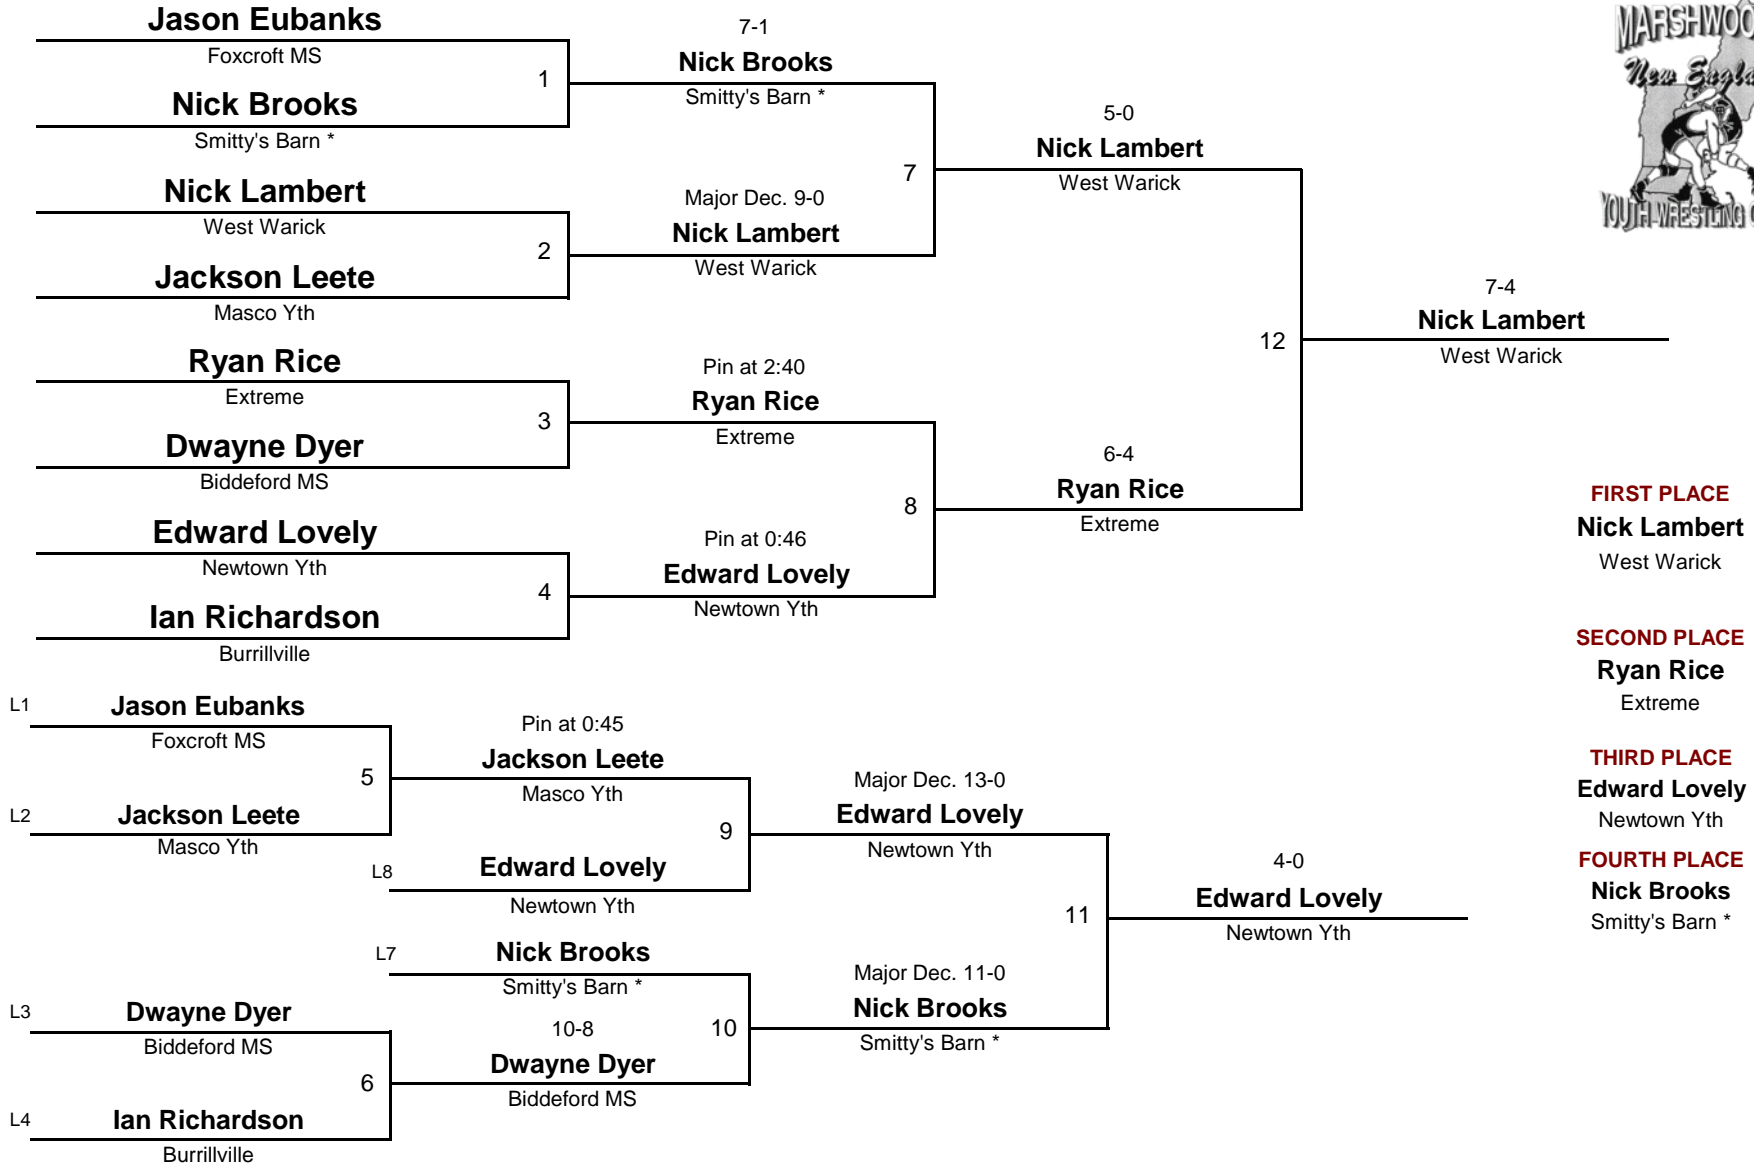 Jason Eubanks
Foxcroft MS
1
Nick Brooks
Smitty's Barn *
Nick Lambert
West Warick
2
Jackson Leete
Masco Yth
Ryan Rice
Extreme
3
Dwayne Dyer
Biddeford MS
Edward Lovely
Newtown Yth
4
Ian Richardson
Burrillville
7-1
Nick Brooks
Smitty's Barn *
7
Major Dec. 9-0
Nick Lambert
West Warick
Pin at 2:40
Ryan Rice
Extreme
8
Pin at 0:46
Edward Lovely
Newtown Yth
5-0
Nick Lambert
West Warick
12
6-4
Ryan Rice
Extreme
7-4
Nick Lambert
West Warick
New
FIRST PLACE
Nick Lambert
West Warick
SECOND PLACE
Ryan Rice
Extreme
THIRD PLACE
Edward Lovely
Newtown Yth
FOURTH PLACE
Nick Brooks
Smitty's Barn *
L1
Jason Eubanks
Foxcroft MS
5
L2
Jackson Leete
Masco Yth
Pin at 0:45
Jackson Leete
Masco Yth
9
L8
Edward Lovely
Newtown Yth
L7
Nick Brooks
Smitty's Barn *
10
L3
Dwayne Dyer
Biddeford MS
6
L4
Ian Richardson
Burrillville
10-8
Dwayne Dyer
Biddeford MS
Major Dec. 13-0
Edward Lovely
Newtown Yth
11
Major Dec. 11-0
Nick Brooks
Smitty's Barn *
4-0
Edward Lovely
Newtown Yth
YOUTH WRESTLING